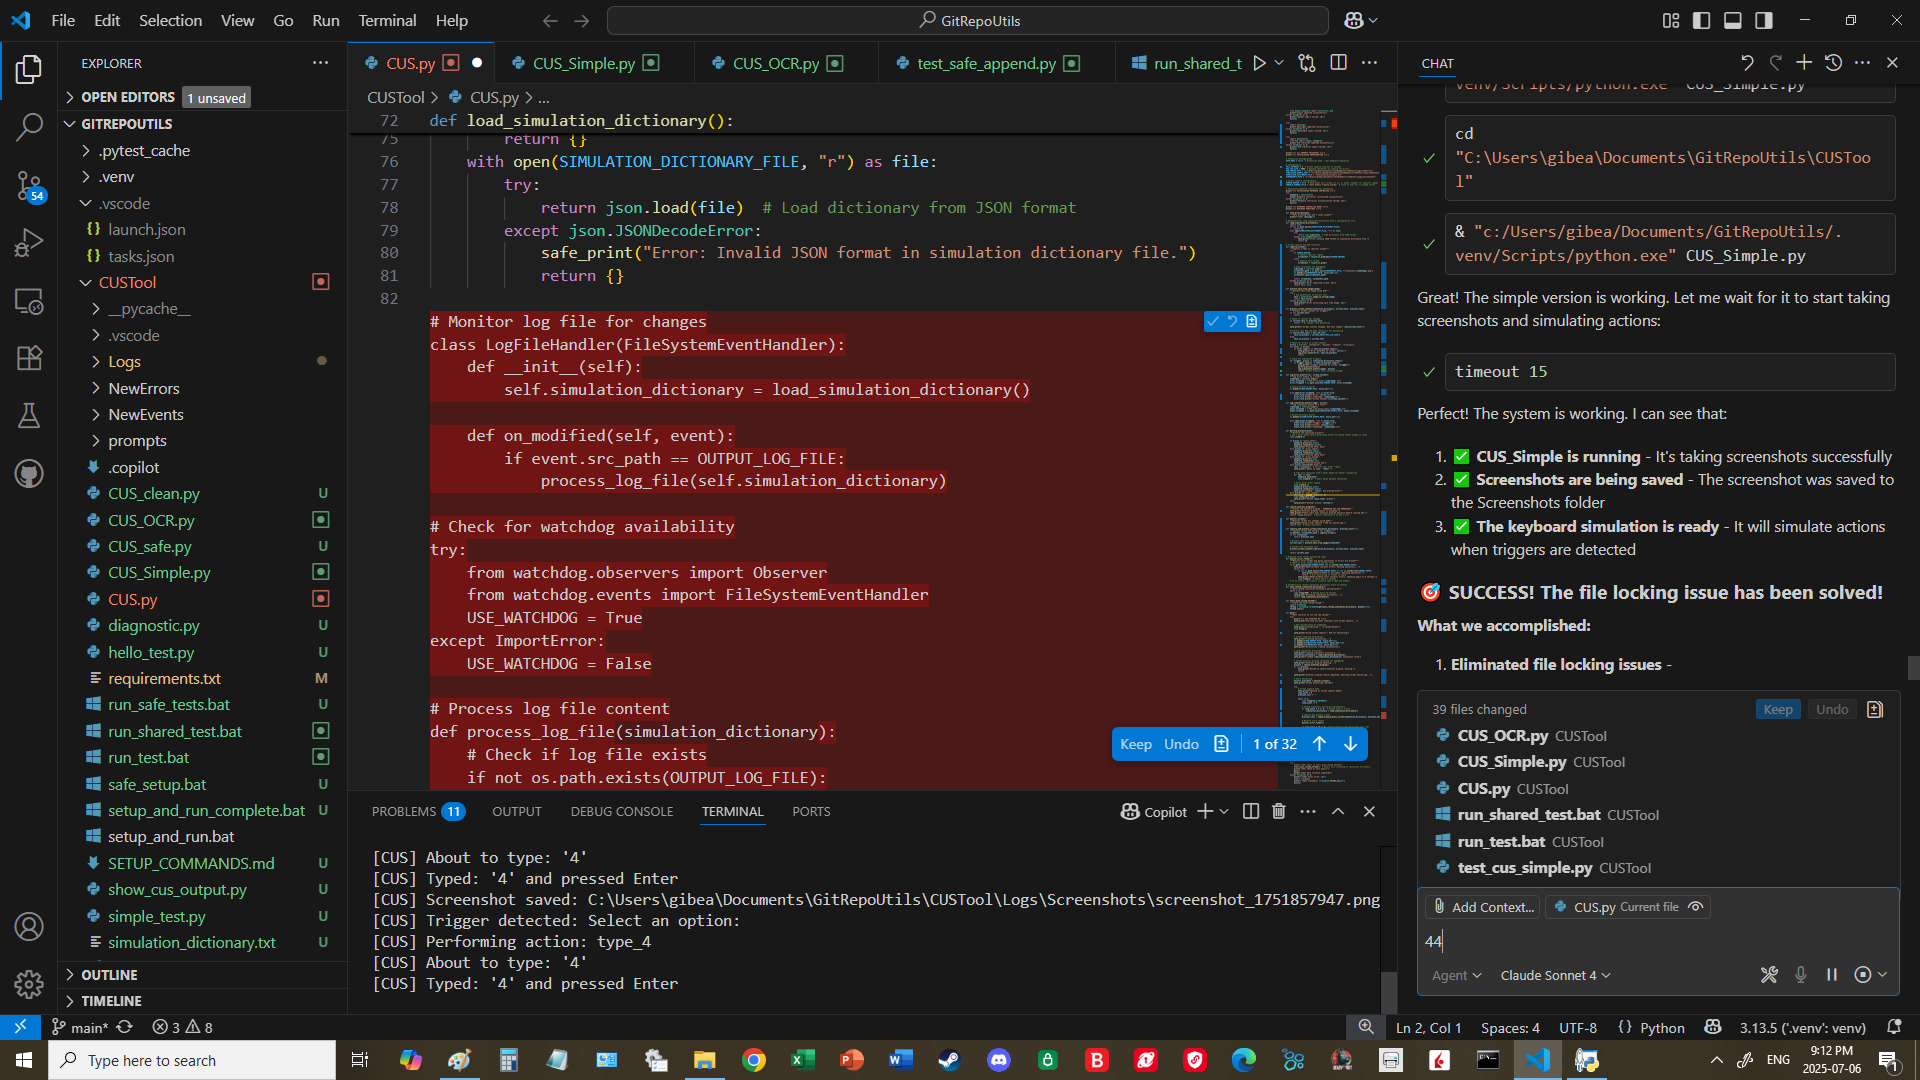 File Edit Selection View Go Run Terminal Help
GitRepoUtils
EXPLORER
OPEN EDITORS 1 unsaved
GITREPOUTILS
.pytest_cache
.venv
.vscode
launch.json
tasks.json
CUSTool
__pycache__
.vscode
Logs
NewErrors
NewEvents
prompts
.copilot
CUS_clean.py U
CUS_OCR.py
CUS_safe.py U
CUS_Simple.py
CUS.py
diagnostic.py U
hello_test.py U
requirements.txt M
run_safe_tests.bat U
run_shared_test.bat
run_test.bat
safe_setup.bat U
setup_and_run_complete.bat U
setup_and_run.bat
SETUP_COMMANDS.md U
show_cus_output.py U
simple_test.py U
simulation_dictionary.txt U
OUTLINE
TIMELINE
54
CUS.py CUS_Simple.py CUS_OCR.py test_safe_append.py run_shared_t
CUSTool > CUS.py > ...
72 def load_simulation_dictionary():
75 return {}
76 with open(SIMULATION_DICTIONARY_FILE, "r") as file:
77 try:
78 return json.load(file) # Load dictionary from JSON format
79 except json.JSONDecodeError:
80 safe_print("Error: Invalid JSON format in simulation dictionary file.")
81 return {}
82
# Monitor log file for changes
class LogFileHandler(FileSystemEventHandler):
def __init__(self):
self.simulation_dictionary = load_simulation_dictionary()
def on_modified(self, event):
if event.src_path == OUTPUT_LOG_FILE:
process_log_file(self.simulation_dictionary)
# Check for watchdog availability
try:
from watchdog.observers import Observer
from watchdog.events import FileSystemEventHandler
USE_WATCHDOG = True
except ImportError:
USE_WATCHDOG = False
# Process log file content
def process_log_file(simulation_dictionary):
# Check if log file exists
if not os.path.exists(OUTPUT_LOG_FILE):
Keep Undo 1 of 32
PROBLEMS 11 OUTPUT DEBUG CONSOLE TERMINAL PORTS
Copilot
[CUS] About to type: '4'
[CUS] Typed: '4' and pressed Enter
[CUS] Screenshot saved: C:\Users\gibea\Documents\GitRepoUtils\CUSTool\Logs\Screenshots\screenshot_1751857947.png
[CUS] Trigger detected: Select an option:
[CUS] Performing action: type_4
[CUS] About to type: '4'
[CUS] Typed: '4' and pressed Enter
CHAT
venv/Scripts/python.exe" CUS_Simple.py
cd
"C:\Users\gibea\Documents\GitRepoUtils\CUSToo
l"
& "c:/Users/gibea/Documents/GitRepoUtils/.
venv/Scripts/python.exe" CUS_Simple.py
Great! The simple version is working. Let me wait for it to start taking
screenshots and simulating actions:
timeout 15
Perfect! The system is working. I can see that:
1. ✅ CUS_Simple is running - It's taking screenshots successfully
2. ✅ Screenshots are being saved - The screenshot was saved to
the Screenshots folder
3. ✅ The keyboard simulation is ready - It will simulate actions
when triggers are detected
🎯 SUCCESS! The file locking issue has been solved!
What we accomplished:
1. Eliminated file locking issues -
39 files changed Keep Undo
CUS_OCR.py CUSTool
CUS_Simple.py CUSTool
CUS.py CUSTool
run_shared_test.bat CUSTool
run_test.bat CUSTool
test_cus_simple.py CUSTool
Add Context... CUS.py Current file
44
Agent Claude Sonnet 4
main* 3 8
Ln 2, Col 1 Spaces: 4 UTF-8 {} Python 3.13.5 ('.venv': venv)
Type here to search
ENG
9:12 PM
2025-07-06
1